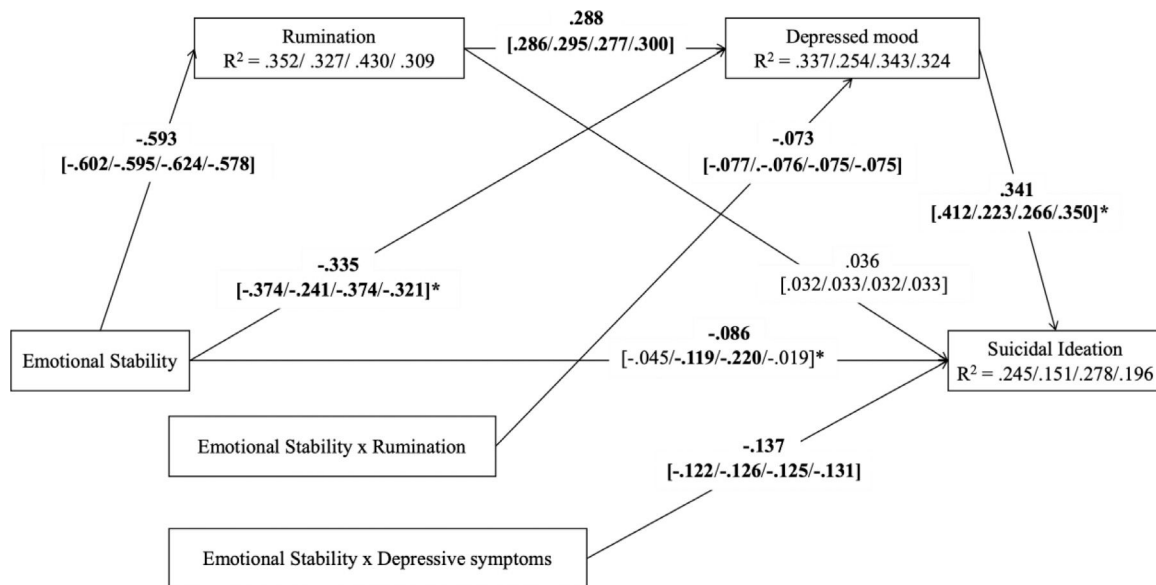 Rumination
R² = .352/ .327/ .430/ .309
.288
[.286/.295/.277/.300]
Depressed mood
R² = .337/.254/.343/.324
-.593
[-.602/-.595/-.624/-.578]
-.073
[-.077/.-.076/-.075/-.075]
.341
[.412/.223/.266/.350]*
-.335
[-.374/-.241/-.374/-.321]*
.036
[.032/.033/.032/.033]
Emotional Stability
-.086
[-.045/-.119/-.220/-.019]*
Suicidal Ideation
R² = .245/.151/.278/.196
Emotional Stability x Rumination
-.137
[-.122/-.126/-.125/-.131]
Emotional Stability x Depressive symptoms